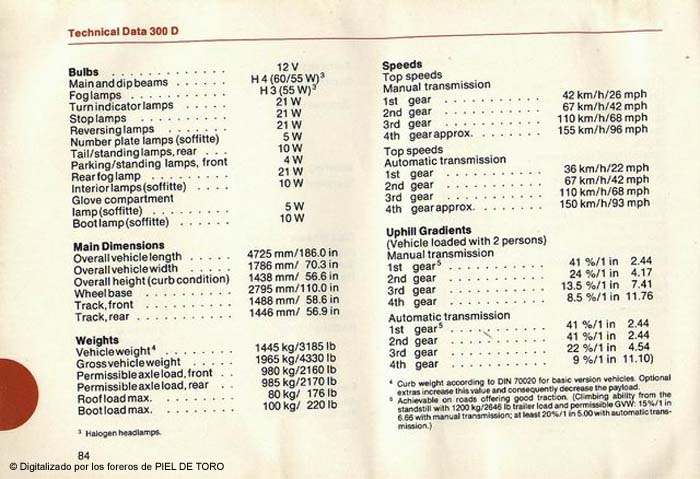 Technical Data 300 D
Bulbs . . . . . . . . . . . . . 12 V
Main and dip beams . . . . . . . H 4 (60/55 W)³
Fog lamps . . . . . . . . . . . H 3 (55 W)³
Turn indicator lamps . . . . . 21 W
Stop lamps . . . . . . . . . . 21 W
Reversing lamps . . . . . . . 21 W
Number plate lamps (soffitte) 5 W
Tail/standing lamps, rear . . . 10 W
Parking/standing lamps, front 4 W
Rear fog lamp . . . . . . . . 21 W
Interior lamps (soffitte) . . . . 10 W
Glove compartment
lamp (soffitte) . . . . . . . . 5 W
Boot lamp (soffitte) . . . . . . 10 W
Main Dimensions
Overall vehicle length . . . . . 4725 mm/186.0 in
Overall vehicle width . . . . . 1786 mm/ 70.3 in
Overall height (curb condition) 1438 mm/ 56.6 in
Wheel base . . . . . . . . . . 2795 mm/110.0 in
Track, front . . . . . . . . . 1488 mm/ 58.6 in
Track, rear . . . . . . . . . . 1446 mm/ 56.9 in
Weights
Vehicle weight⁴ . . . . . . . . 1445 kg/3185 lb
Gross vehicle weight . . . . . 1965 kg/4330 lb
Permissible axle load, front . . 980 kg/2160 lb
Permissible axle load, rear . . 985 kg/2170 lb
Roof load max. . . . . . . . . 80 kg/ 176 lb
Boot load max. . . . . . . . . 100 kg/ 220 lb
³ Halogen headlamps.
84
Speeds
Top speeds
Manual transmission
1st gear . . . . . . . . . . . 42 km/h/26 mph
2nd gear . . . . . . . . . . . 67 km/h/42 mph
3rd gear . . . . . . . . . . . 110 km/h/68 mph
4th gear approx. . . . . . . . 155 km/h/96 mph
Top speeds
Automatic transmission
1st gear . . . . . . . . . . . 36 km/h/22 mph
2nd gear . . . . . . . . . . . 67 km/h/42 mph
3rd gear . . . . . . . . . . . 110 km/h/68 mph
4th gear approx. . . . . . . . 150 km/h/93 mph
Uphill Gradients
(Vehicle loaded with 2 persons)
Manual transmission
1st gear⁵ . . . . . . . . . . . 41 %/1 in 2.44
2nd gear . . . . . . . . . . . 24 %/1 in 4.17
3rd gear . . . . . . . . . . . 13.5 %/1 in 7.41
4th gear . . . . . . . . . . . 8.5 %/1 in 11.76
Automatic transmission
1st gear⁵ . . . . . . . . . . . 41 %/1 in 2.44
2nd gear . . . . . . . . . . . 41 %/1 in 2.44
3rd gear . . . . . . . . . . . 22 %/1 in 4.54
4th gear . . . . . . . . . . . 9 %/1 in 11.10)
⁴ Curb weight according to DIN 70020 for basic version vehicles. Optional
extras increase this value and consequently decrease the payload.
⁵ Achievable on roads offering good traction. (Climbing ability from the
standstill with 1200 kg/2646 lb trailer load and permissible GVW: 15%/1 in
6.66 with manual transmission; at least 20%/1 in 5.00 with automatic trans-
mission.)
© Digitalizado por los foreros de PIEL DE TORO